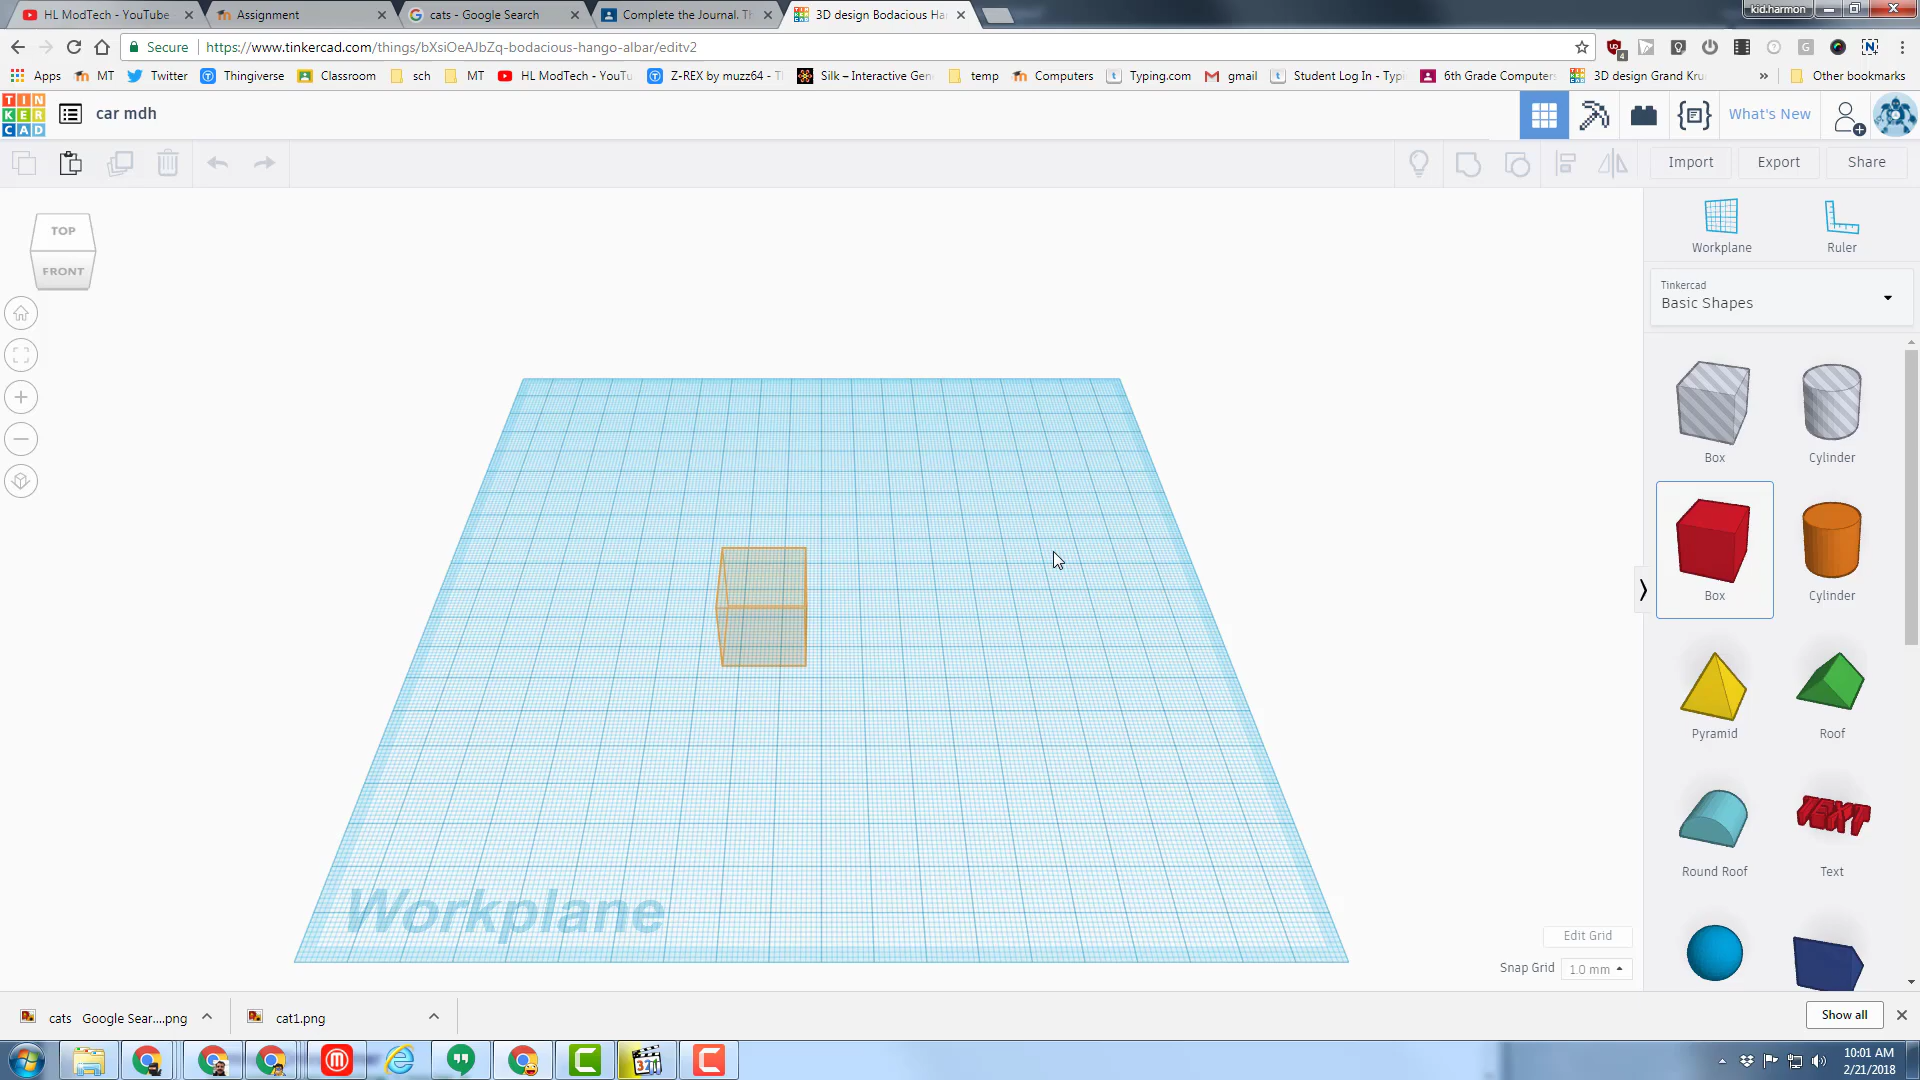 HL ModTech - YouTube
Assignment
cats - Google Search
Complete the Journal. Th
3D design Bodacious Ha
kid.harmon
Secure
https://www.tinkercad.com/things/bXsiOeAJbZq-bodacious-hango-albar/editv2
Apps
MT
Twitter
Thingiverse
Classroom
sch
MT
HL ModTech - YouTu
Z-REX by muzz64 - T
Silk – Interactive Gen
temp
Computers
Typing.com
gmail
Student Log In - Typi
6th Grade Computers
3D design Grand Kru
»
Other bookmarks
TIN
KER
CAD
car mdh
What's New
Import
Export
Share
TOP
FRONT
Workplane
Ruler
Tinkercad
Basic Shapes
Box
Cylinder
Box
Cylinder
Pyramid
Roof
TEXT
Round Roof
Text
Workplane
Edit Grid
Snap Grid
1.0 mm
cats Google Sear....png
cat1.png
Show all
321
10:01 AM
2/21/2018